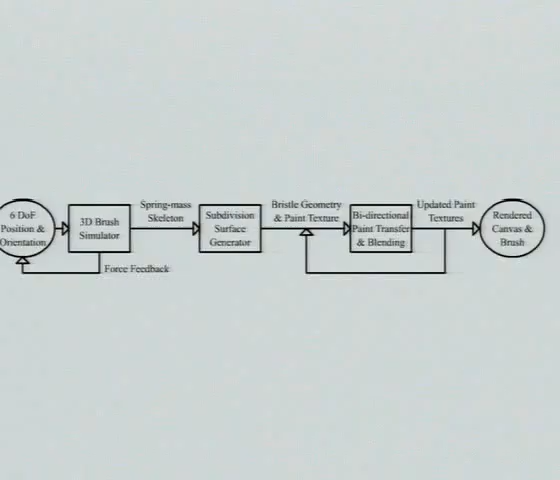 6 DoF
Position &
Orientation
3D Brush
Simulator
Force Feedback
Spring-mass
Skeleton
Subdivision
Surface
Generator
Bristle Geometry
& Paint Texture
Bi-directional
Paint Transfer
& Blending
Updated Paint
Textures
Rendered
Canvas &
Brush